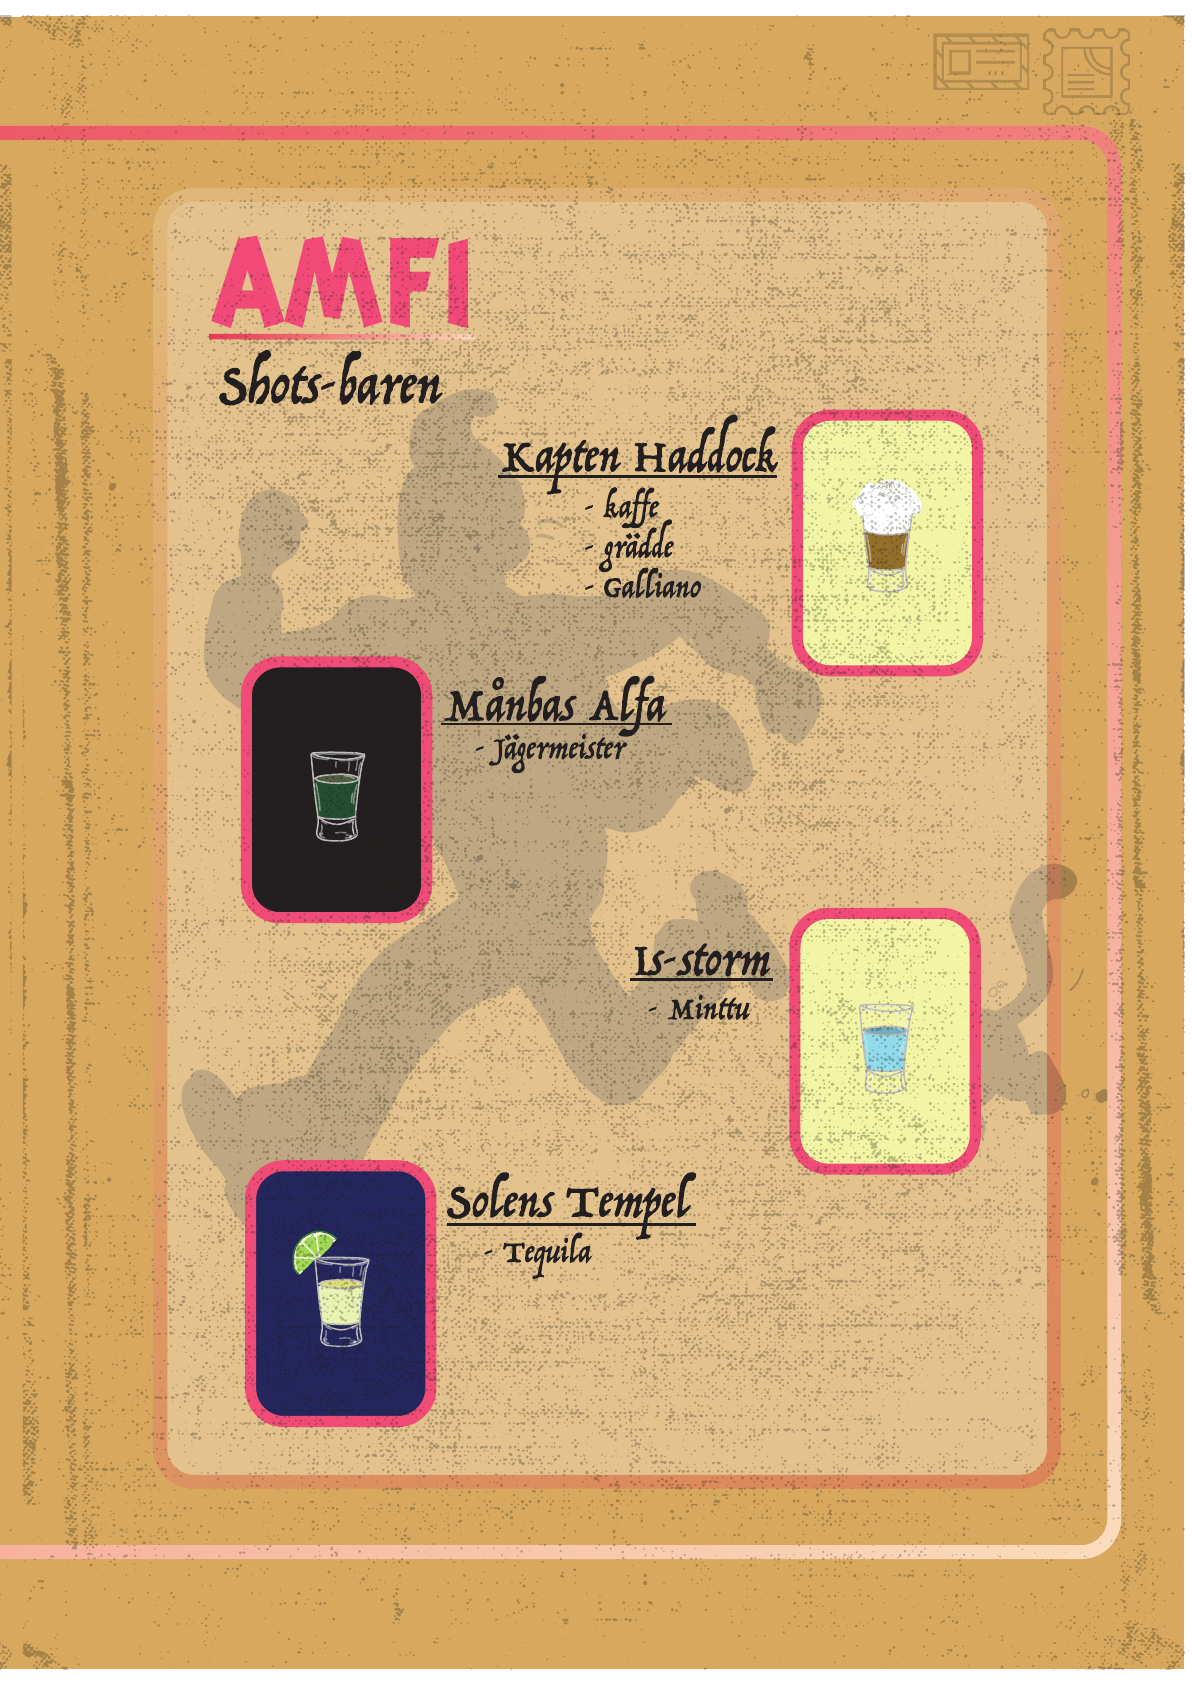 AMFI
Shots-baren
Kapten Haddock
- kaffe
- grädde
- Galliano
Månbas Alfa
- Jägermeister
Is-storm
- Minttu
Solens Tempel
- Tequila